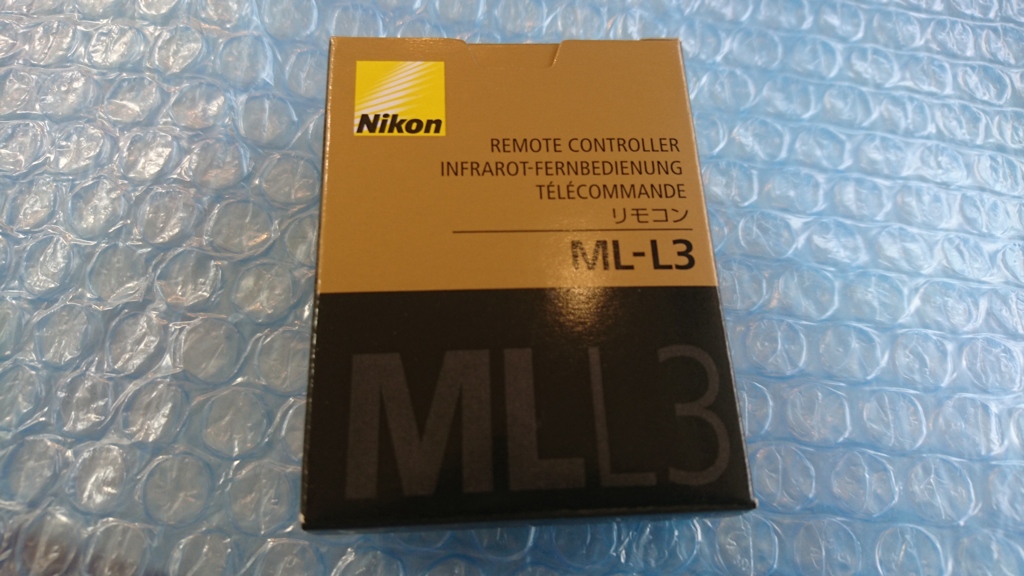 Nikon
REMOTE CONTROLLER
INFRAROT-FERNBEDIENUNG
TÉLÉCOMMANDE
リモコン
ML-L3
MLL3